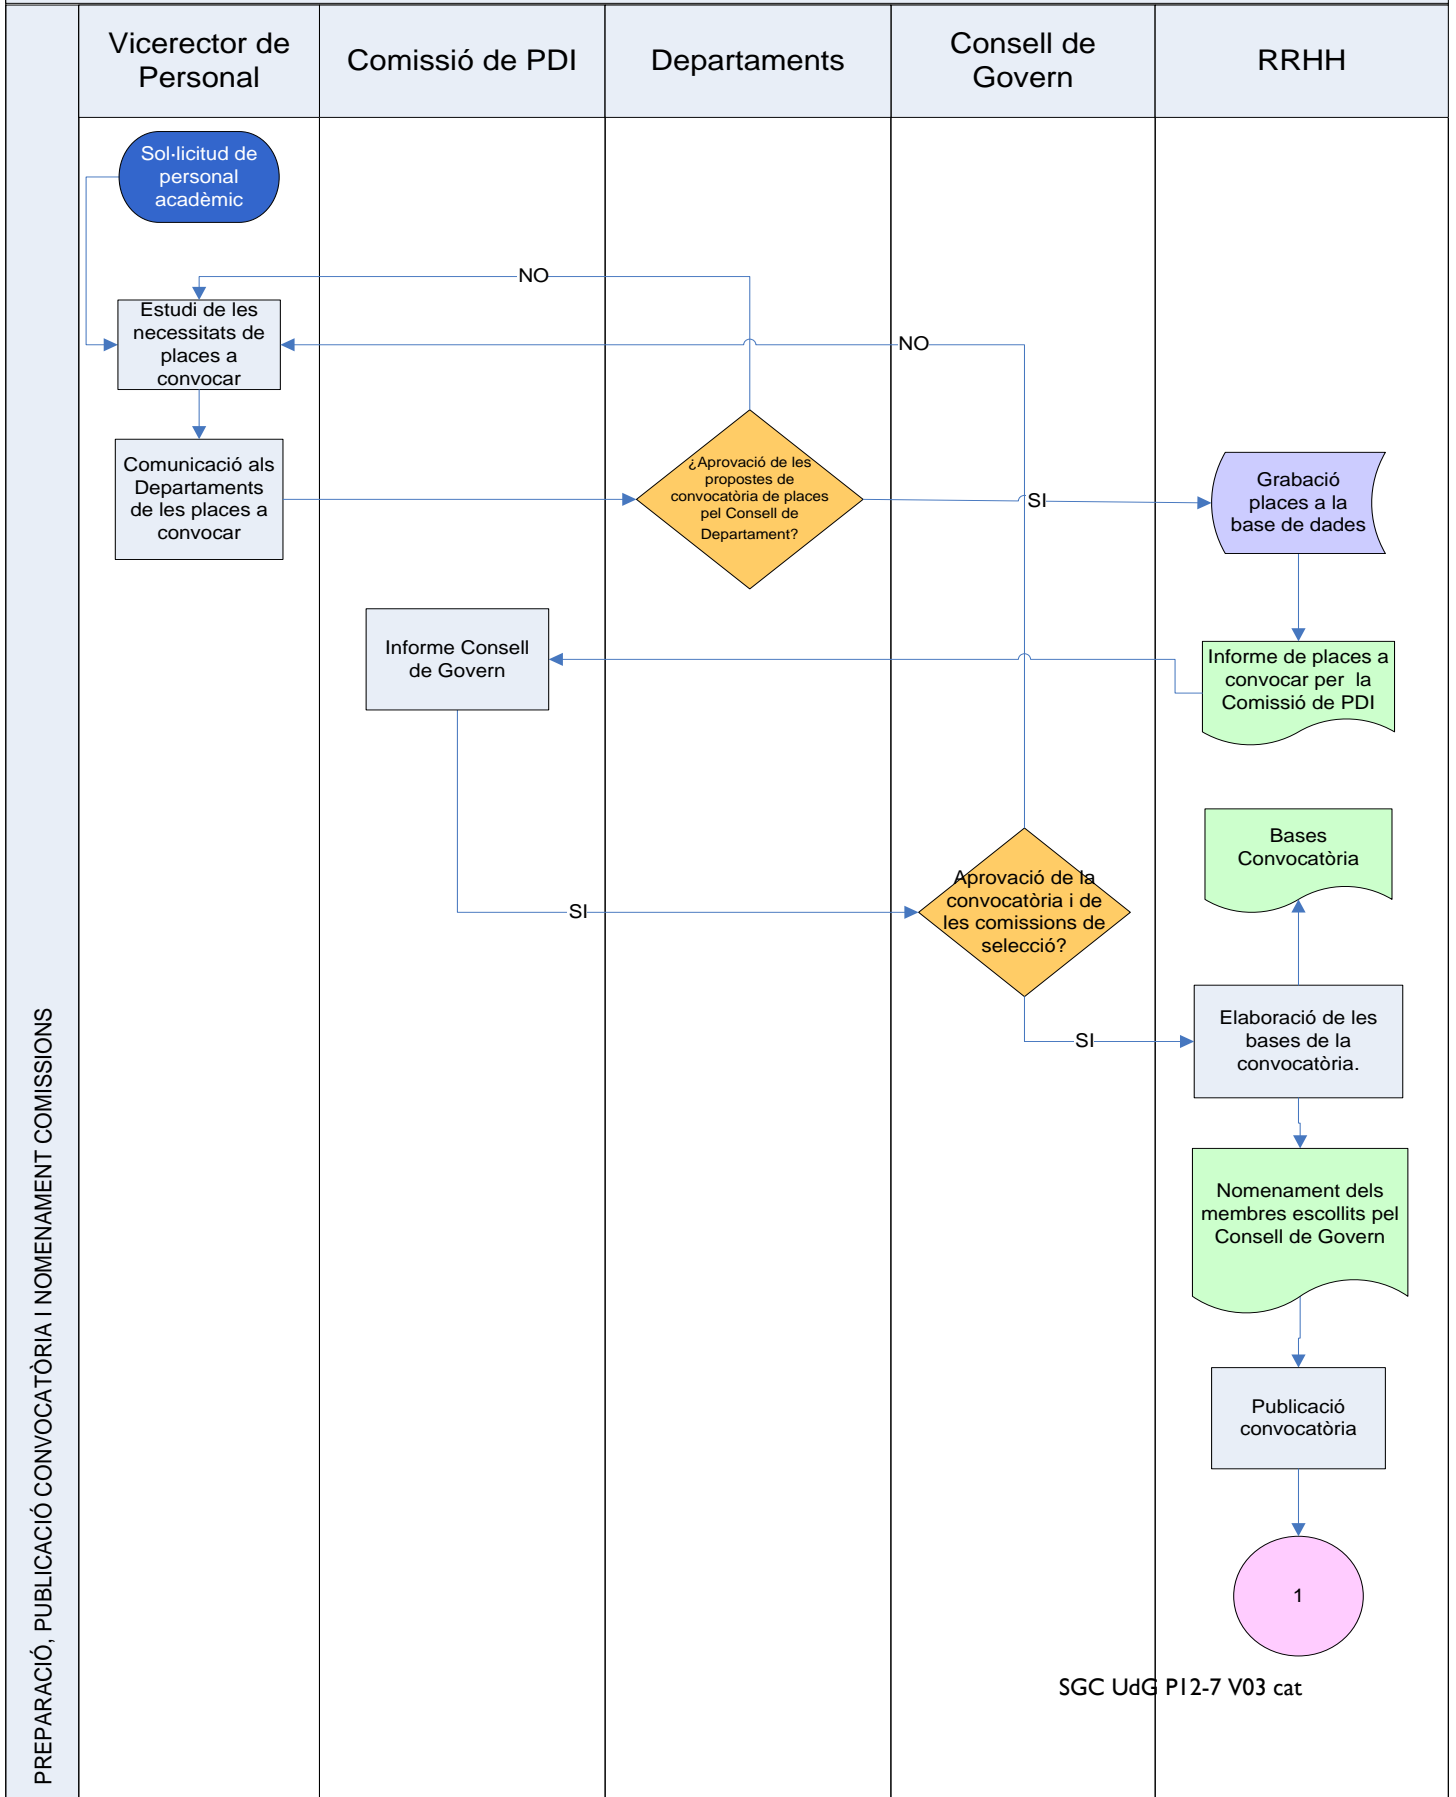 Vicerector de
Personal
Comissió de PDI
Departaments
Consell de
Govern
RRHH
PREPARACIÓ, PUBLICACIÓ CONVOCATÒRIA I NOMENAMENT COMISSIONS
Sol·licitud de
personal
acadèmic
NO
Estudi de les
necessitats de
places a
convocar
NO
Comunicació als
Departaments
de les places a
convocar
¿Aprovació de les
propostes de
convocatòria de places
pel Consell de
Departament?
SI
Grabació
places a la
base de dades
Informe Consell
de Govern
Informe de places a
convocar per la
Comissió de PDI
SI
Aprovació de la
convocatòria i de
les comissions de
selecció?
Bases
Convocatòria
SI
Elaboració de les
bases de la
convocatòria.
Nomenament dels
membres escollits pel
Consell de Govern
Publicació
convocatòria
1
SGC UdG P12-7 V03 cat